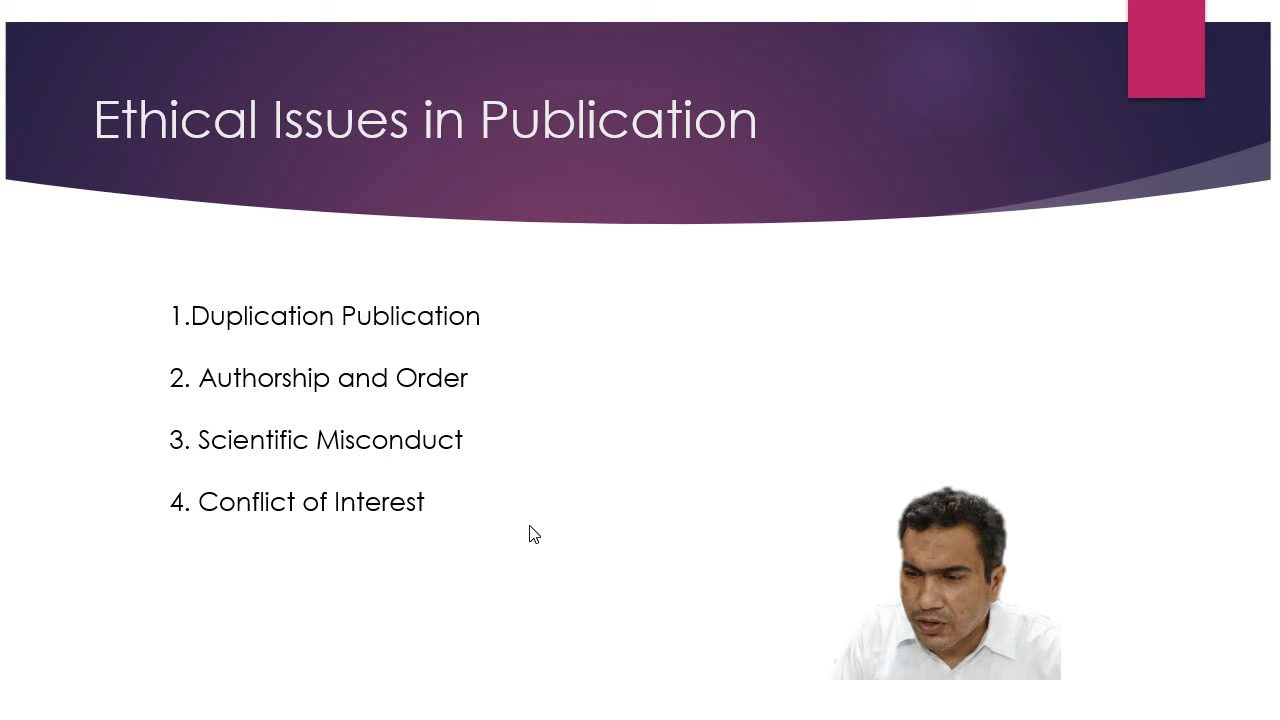 Ethical Issues in Publication
1.Duplication Publication
2. Authorship and Order
3. Scientific Misconduct
4. Conflict of Interest